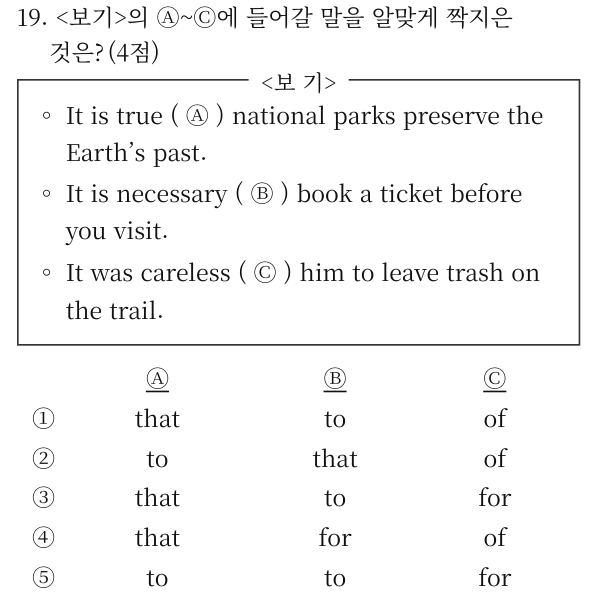 19. <보기>의 Ⓐ~Ⓒ에 들어갈 말을 알맞게 짝지은
것은? (4점)
<보 기>
◦ It is true ( Ⓐ ) national parks preserve the
Earth’s past.
◦ It is necessary ( Ⓑ ) book a ticket before
you visit.
◦ It was careless ( Ⓒ ) him to leave trash on
the trail.
Ⓐ Ⓑ Ⓒ
① that to of
② to that of
③ that to for
④ that for of
⑤ to to for